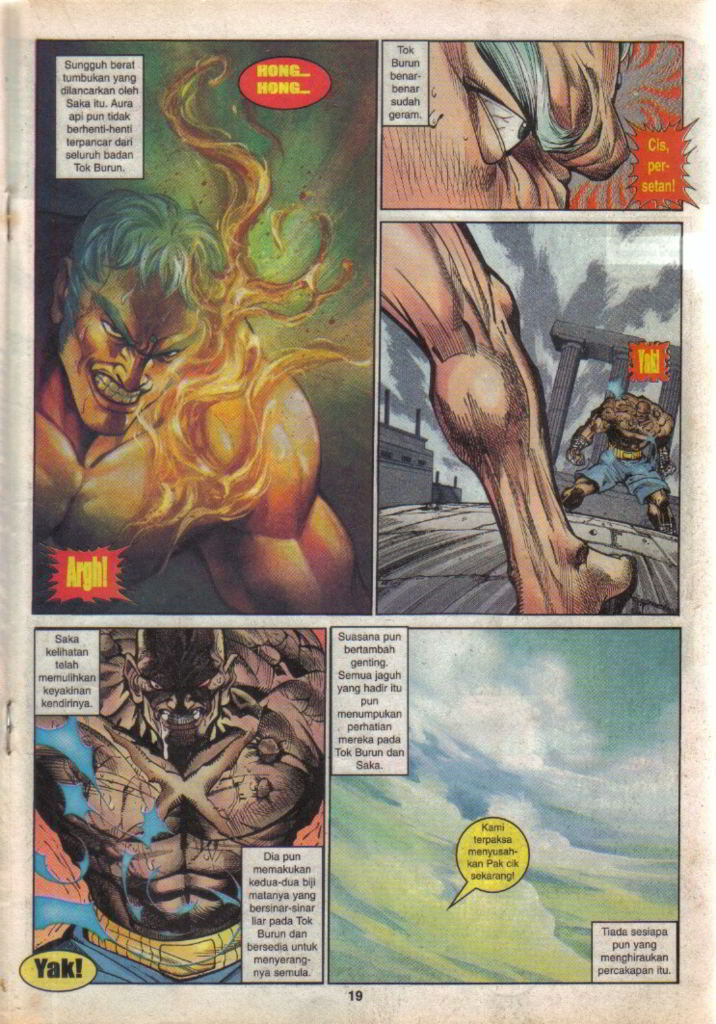 Sungguh berat
tumbukan yang
dilancarkan oleh
Saka itu. Aura
api pun tidak
berhenti-henti
terpancar dari
seluruh badan
Tok Burun.
HONG...
HONG...
Argh!
Tok
Burun
benar-
benar
sudah
geram.
Cis,
per-
setan!
Yak!
Saka
kelihatan
telah
memulihkan
keyakinan
kendirinya.
Dia pun
memakukan
kedua-dua biji
matanya yang
bersinar-sinar
liar pada Tok
Burun dan
bersedia untuk
menyerang-
nya semula.
Yak!
Suasana pun
bertambah
genting.
Semua jaguh
yang hadir itu
pun
menumpukan
perhatian
mereka pada
Tok Burun dan
Saka.
Kami
terpaksa
menyusah-
kan Pak cik
sekarang!
Tiada sesiapa
pun yang
menghiraukan
percakapan itu.
19